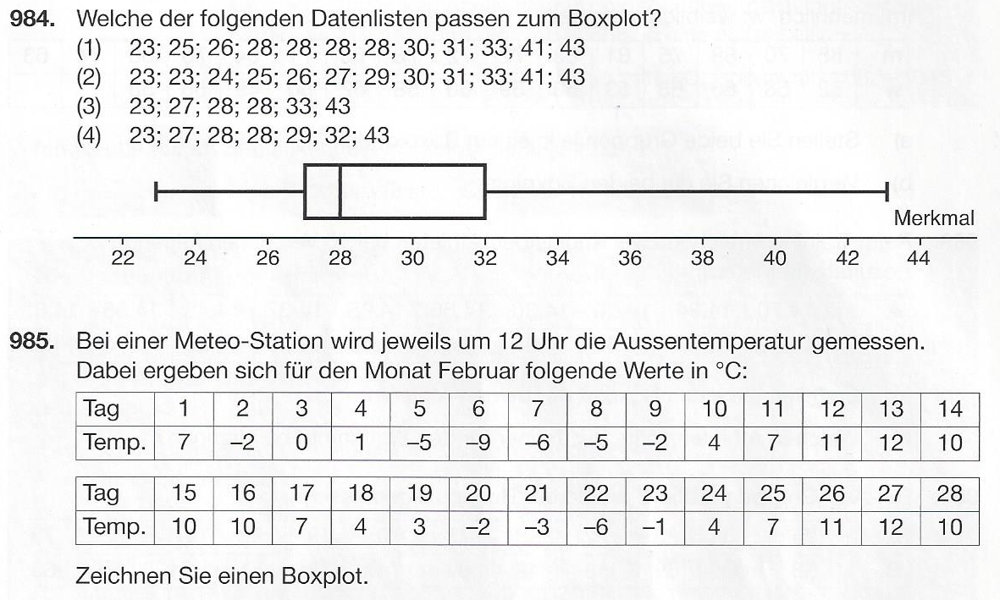 984. Welche der folgenden Datenlisten passen zum Boxplot?
(1) 23; 25; 26; 28; 28; 28; 28; 30; 31; 33; 41; 43
(2) 23; 23; 24; 25; 26; 27; 29; 30; 31; 33; 41; 43
(3) 23; 27; 28; 28; 33; 43
(4) 23; 27; 28; 28; 29; 32; 43
Merkmal
22 24 26 28 30 32 34 36 38 40 42 44
985. Bei einer Meteo-Station wird jeweils um 12 Uhr die Aussentemperatur gemessen.
Dabei ergeben sich für den Monat Februar folgende Werte in °C:
Tag 1 2 3 4 5 6 7 8 9 10 11 12 13 14
Temp. 7 –2 0 1 –5 –9 –6 –5 –2 4 7 11 12 10
Tag 15 16 17 18 19 20 21 22 23 24 25 26 27 28
Temp. 10 10 7 4 3 –2 –3 –6 –1 4 7 11 12 10
Zeichnen Sie einen Boxplot.